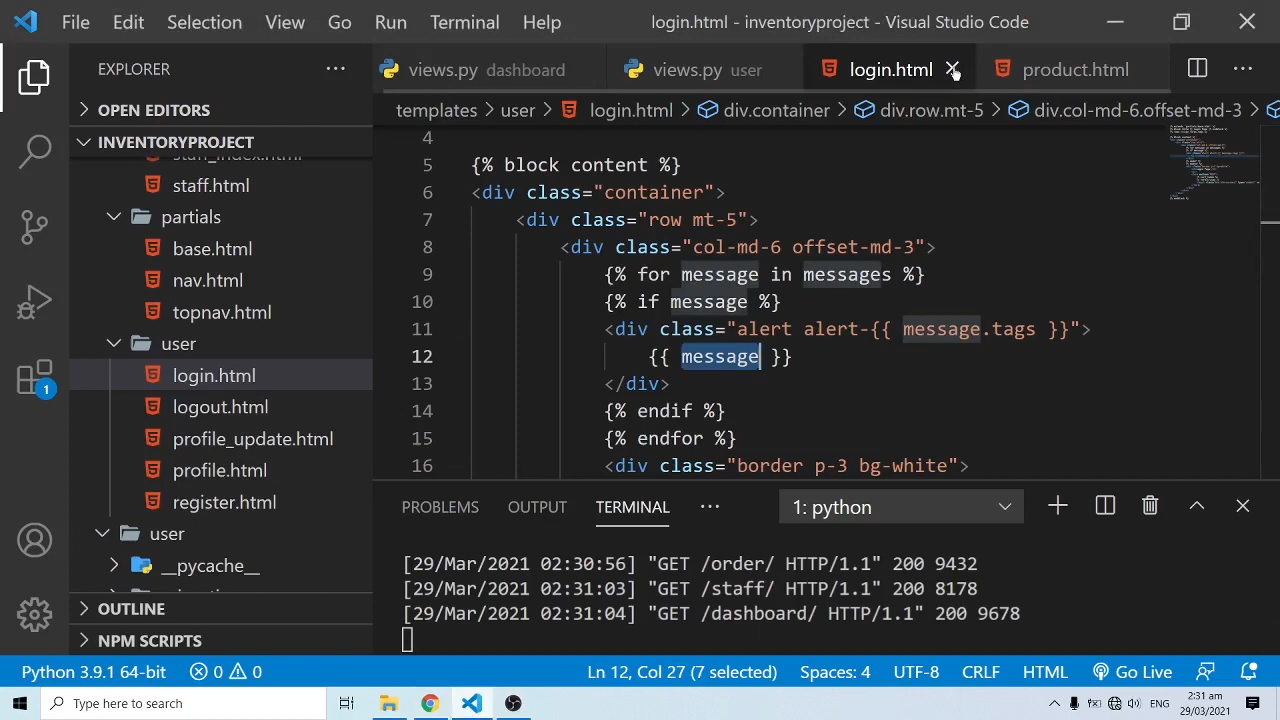 File Edit Selection View Go Run Terminal Help login.html - inventoryproject - Visual Studio Code
EXPLORER
views.py dashboard views.py user login.html product.html
OPEN EDITORS
templates > user > login.html > div.container > div.row.mt-5 > div.col-md-6.offset-md-3 >
INVENTORYPROJECT
staff_index.html
staff.html
partials
base.html
nav.html
topnav.html
user
login.html
logout.html
profile_update.html
profile.html
register.html
user
__pycache__
OUTLINE
NPM SCRIPTS
4
5 {% block content %}
6 <div class="container">
7 <div class="row mt-5">
8 <div class="col-md-6 offset-md-3">
9 {% for message in messages %}
10 {% if message %}
11 <div class="alert alert-{{ message.tags }}">
12 {{ message }}
13 </div>
14 {% endif %}
15 {% endfor %}
16 <div class="border p-3 bg-white">
PROBLEMS OUTPUT TERMINAL 1: python
[29/Mar/2021 02:30:56] "GET /order/ HTTP/1.1" 200 9432
[29/Mar/2021 02:31:03] "GET /staff/ HTTP/1.1" 200 8178
[29/Mar/2021 02:31:04] "GET /dashboard/ HTTP/1.1" 200 9678
1
Python 3.9.1 64-bit 0 0 Ln 12, Col 27 (7 selected) Spaces: 4 UTF-8 CRLF HTML Go Live
Type here to search ENG 2:31 am
29/03/2021